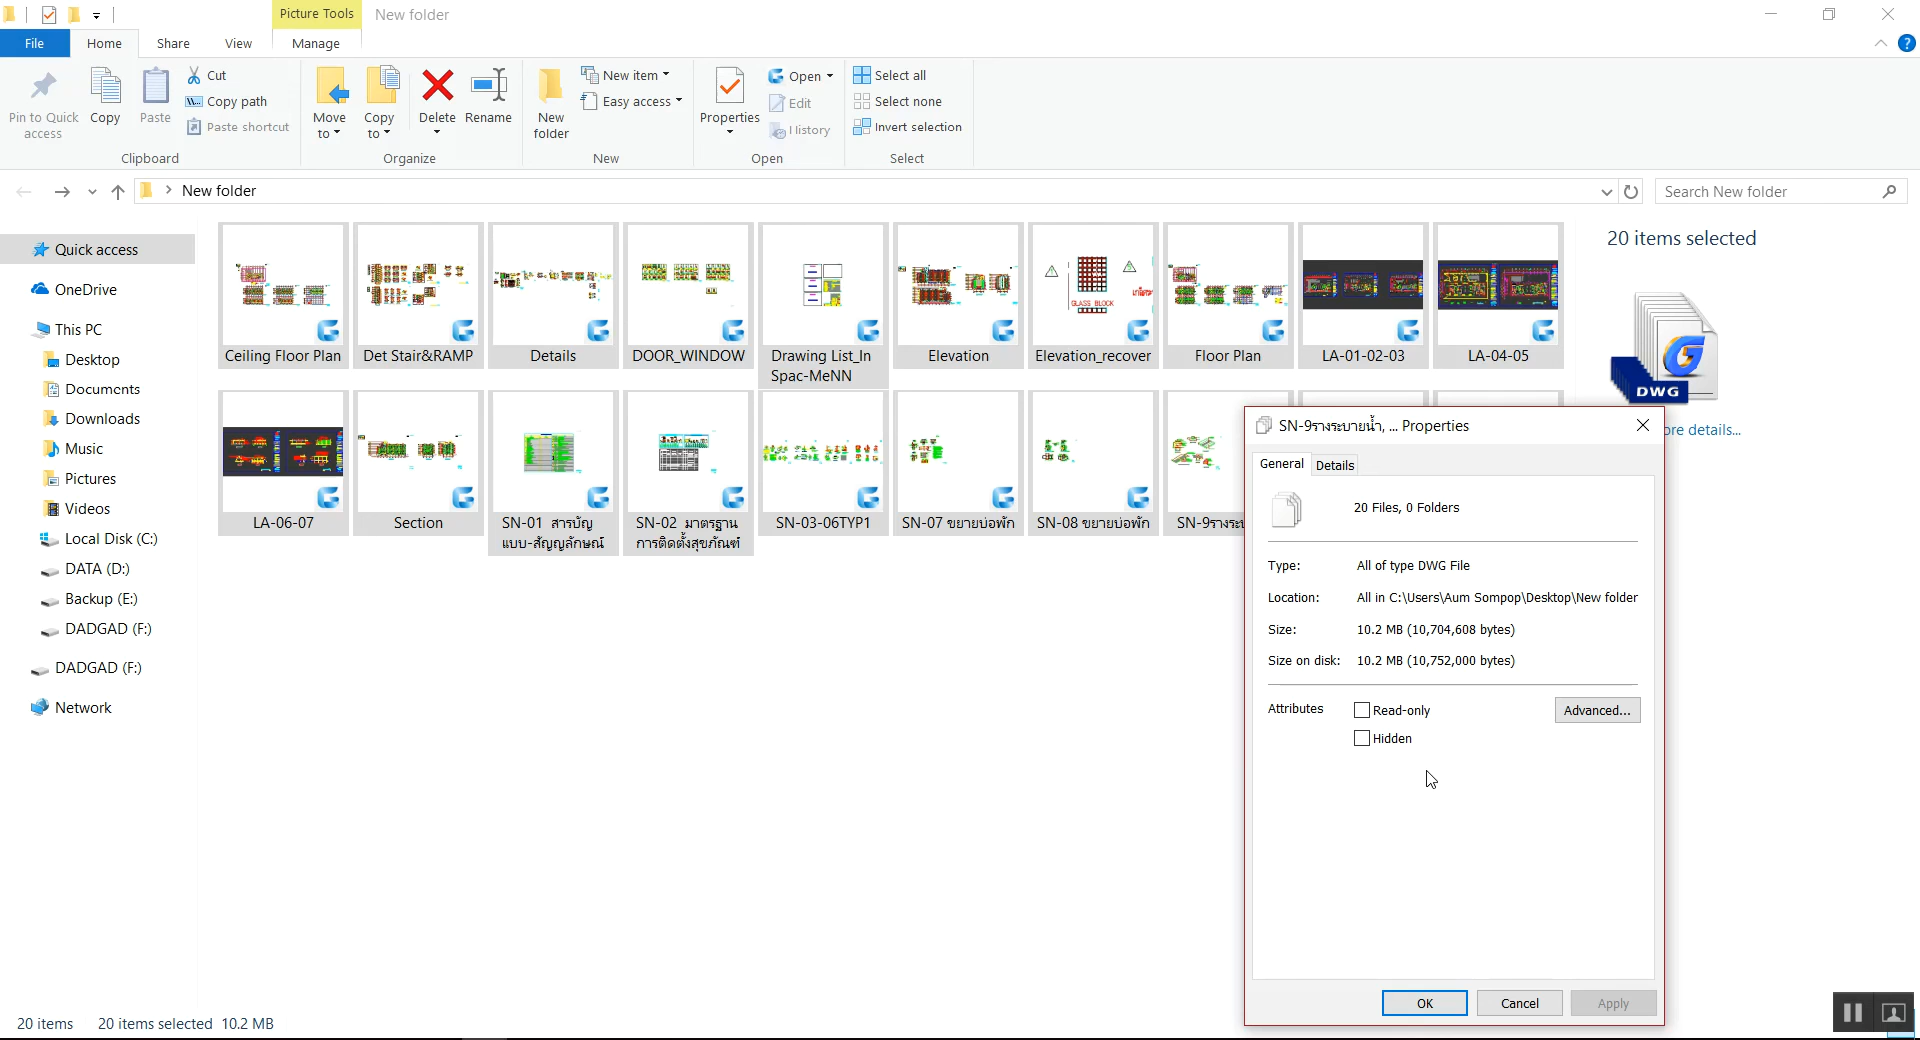 Picture Tools
New folder
File
Home
Share
View
Manage
Pin to Quick access
Copy
Paste
Cut
Copy path
Paste shortcut
Clipboard
Move to
Copy to
Delete
Rename
Organize
New folder
New item
Easy access
New
Properties
Open
Edit
History
Open
Select all
Select none
Invert selection
Select
New folder
Search New folder
Quick access
OneDrive
This PC
Desktop
Documents
Downloads
Music
Pictures
Videos
Local Disk (C:)
DATA (D:)
Backup (E:)
DADGAD (F:)
DADGAD (F:)
Network
GLASS BLOCK
Ceiling Floor Plan
Det Stair&RAMP
Details
DOOR_WINDOW
Drawing List_In
Spac-MeNN
Elevation
Elevation_recover
Floor Plan
LA-01-02-03
LA-04-05
LA-06-07
Section
SN-01 สารบัญ
แบบ-สัญญลักษณ์
SN-02 มาตรฐาน
การติดตั้งสุขภัณฑ์
SN-03-06TYP1
SN-07 ขยายบ่อพัก
SN-08 ขยายบ่อพัก
SN-9รางระบ
20 items selected
DWG
ore details...
SN-9รางระบายน้ำ, ... Properties
General
Details
20 Files, 0 Folders
Type: All of type DWG File
Location: All in C:\Users\Aum Sompop\Desktop\New folder
Size: 10.2 MB (10,704,608 bytes)
Size on disk: 10.2 MB (10,752,000 bytes)
Attributes
Read-only
Advanced...
Hidden
OK
Cancel
Apply
20 items
20 items selected 10.2 MB